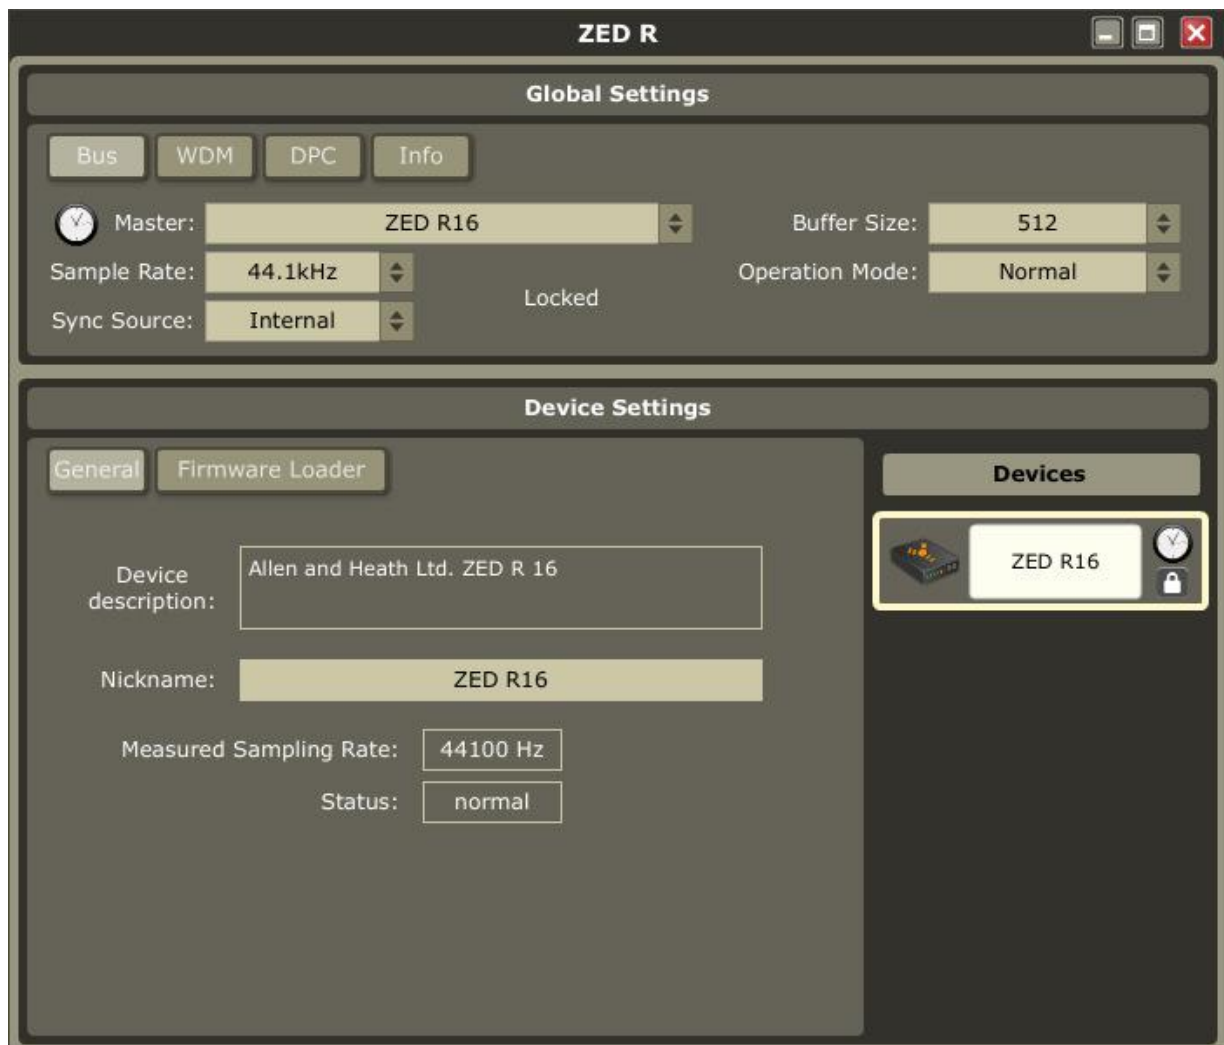 ZED R
Global Settings
Bus WDM DPC Info
Master: ZED R16 Buffer Size: 512
Sample Rate: 44.1kHz Operation Mode: Normal
Locked
Sync Source: Internal
Device Settings
General Firmware Loader
Devices
ZED R16
Device description: Allen and Heath Ltd. ZED R 16
Nickname: ZED R16
Measured Sampling Rate: 44100 Hz
Status: normal